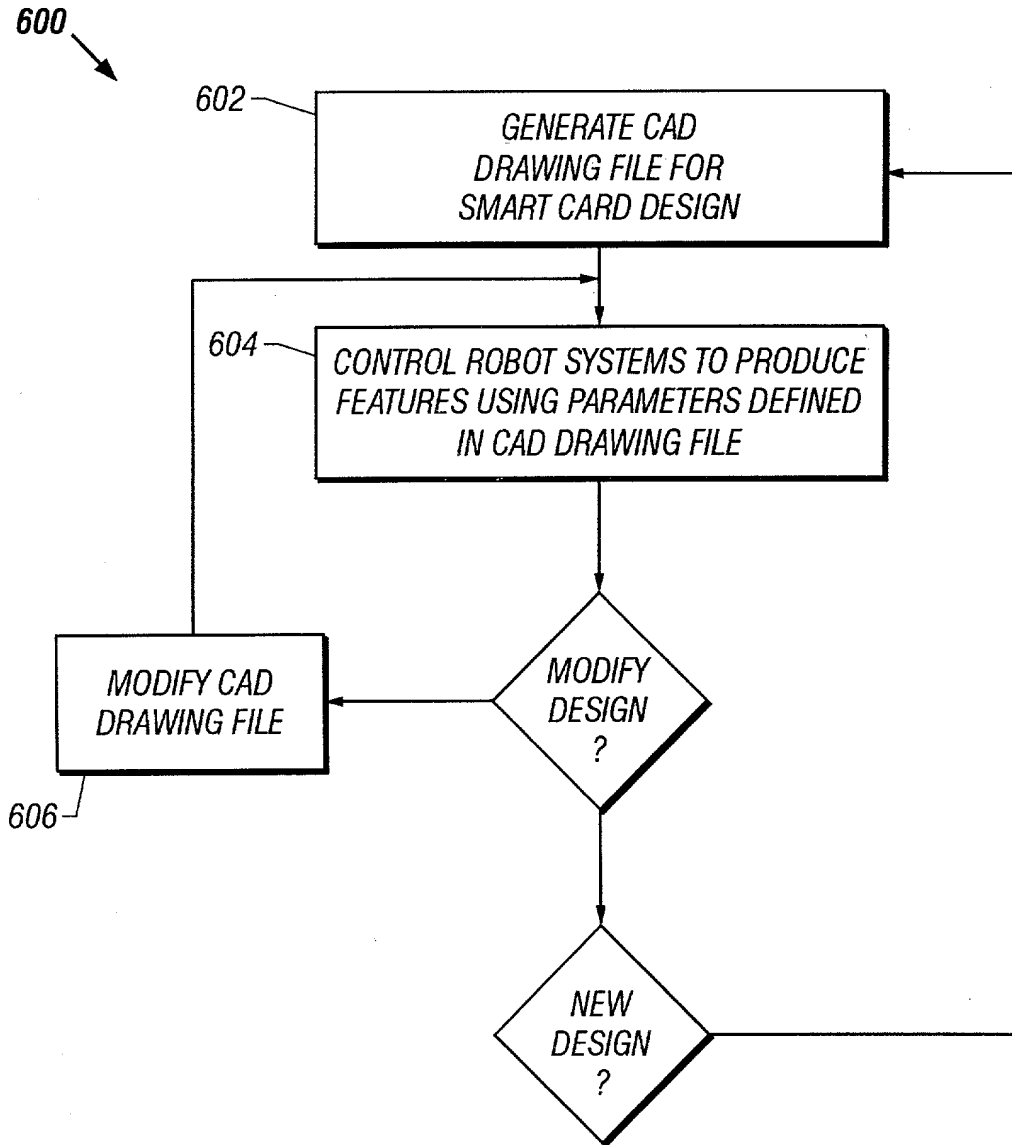 600
602
GENERATE CAD
DRAWING FILE FOR
SMART CARD DESIGN
604
CONTROL ROBOT SYSTEMS TO PRODUCE
FEATURES USING PARAMETERS DEFINED
IN CAD DRAWING FILE
MODIFY CAD
DRAWING FILE
606
MODIFY
DESIGN
?
NEW
DESIGN
?